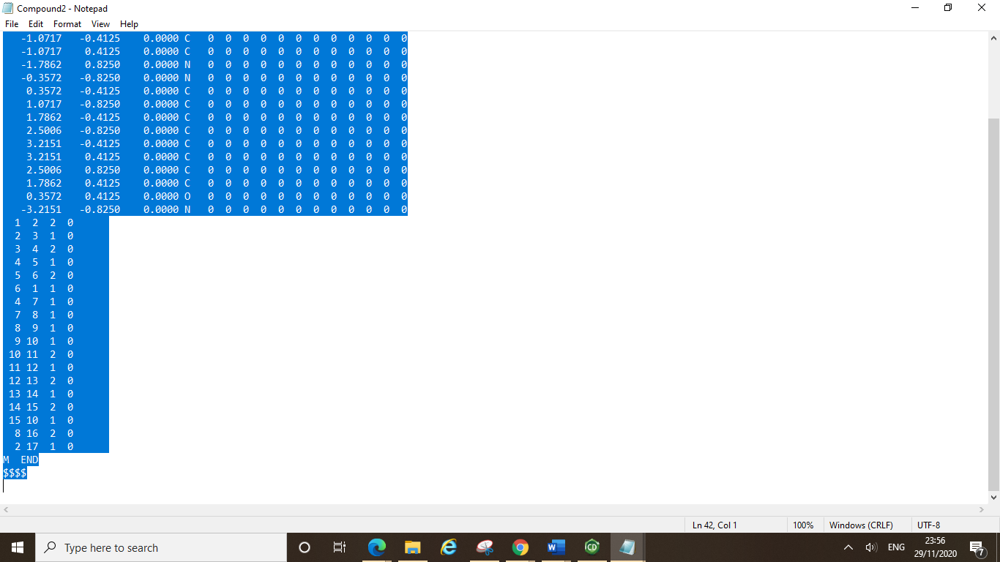 Compound2 - Notepad
File Edit Format View Help
-1.0717 -0.4125 0.0000 C 0 0 0 0 0 0 0 0 0 0 0 0
-1.0717 0.4125 0.0000 C 0 0 0 0 0 0 0 0 0 0 0 0
-1.7862 0.8250 0.0000 N 0 0 0 0 0 0 0 0 0 0 0 0
-0.3572 -0.8250 0.0000 N 0 0 0 0 0 0 0 0 0 0 0 0
0.3572 -0.4125 0.0000 C 0 0 0 0 0 0 0 0 0 0 0 0
1.0717 -0.8250 0.0000 C 0 0 0 0 0 0 0 0 0 0 0 0
1.7862 -0.4125 0.0000 C 0 0 0 0 0 0 0 0 0 0 0 0
2.5006 -0.8250 0.0000 C 0 0 0 0 0 0 0 0 0 0 0 0
3.2151 -0.4125 0.0000 C 0 0 0 0 0 0 0 0 0 0 0 0
3.2151 0.4125 0.0000 C 0 0 0 0 0 0 0 0 0 0 0 0
2.5006 0.8250 0.0000 C 0 0 0 0 0 0 0 0 0 0 0 0
1.7862 0.4125 0.0000 C 0 0 0 0 0 0 0 0 0 0 0 0
0.3572 0.4125 0.0000 O 0 0 0 0 0 0 0 0 0 0 0 0
-3.2151 -0.8250 0.0000 N 0 0 0 0 0 0 0 0 0 0 0 0
1 2 2 0
2 3 1 0
3 4 2 0
4 5 1 0
5 6 2 0
6 1 1 0
4 7 1 0
7 8 1 0
8 9 1 0
9 10 1 0
10 11 2 0
11 12 1 0
12 13 2 0
13 14 1 0
14 15 2 0
15 10 1 0
8 16 2 0
2 17 1 0
M END
$$$$
Ln 42, Col 1 100% Windows (CRLF) UTF-8
Type here to search
ENG
23:56
29/11/2020
7